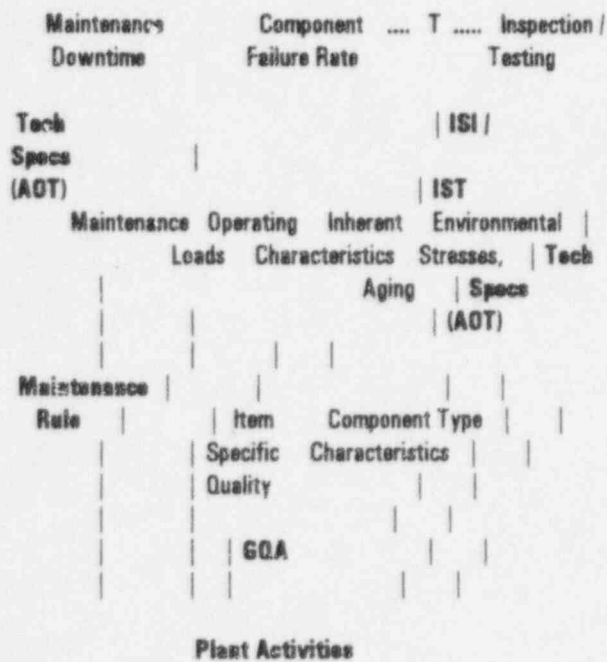 Maintenance Component .... T ..... Inspection /
Downtime Failure Rate Testing
Tech | ISI /
Specs |
(AOT) | IST
Maintenance Operating Inherent Environmental |
Loads Characteristics Stresses, | Tech
| Aging | Specs
| | | (AOT)
| | | |
Maintenance | | | |
Rule | | Item Component Type | |
| | Specific Characteristics | |
| | Quality | |
| | | |
| | | GQA | |
| | | | |
Plant Activities